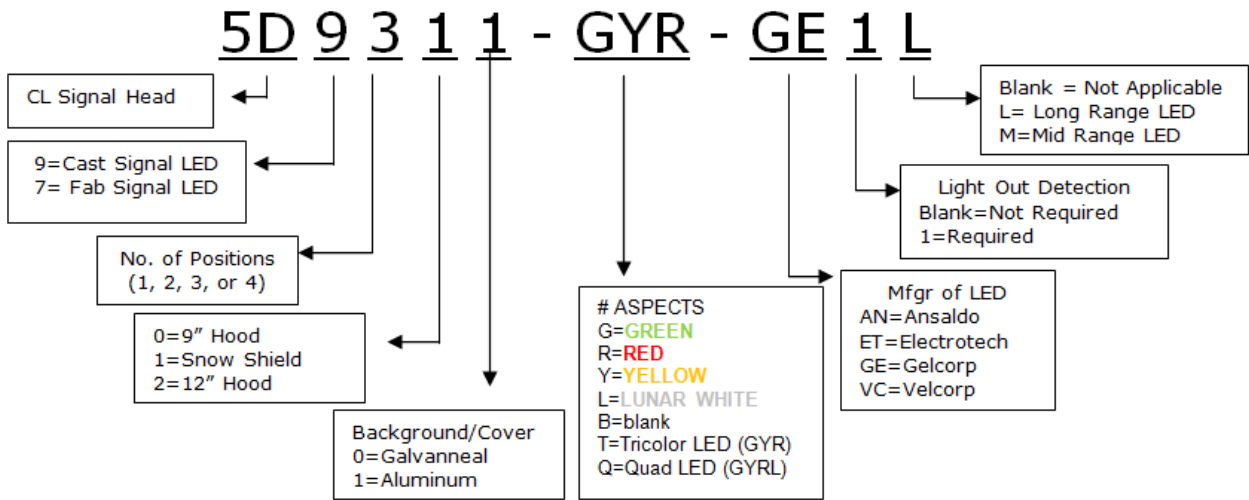 5D 9 3 1 1 - GYR - GE 1 L
CL Signal Head
9=Cast Signal LED
7= Fab Signal LED
No. of Positions
(1, 2, 3, or 4)
0=9” Hood
1=Snow Shield
2=12” Hood
Background/Cover
0=Galvanneal
1=Aluminum
# ASPECTS
G=GREEN
R=RED
Y=YELLOW
L=LUNAR WHITE
B=blank
T=Tricolor LED (GYR)
Q=Quad LED (GYRL)
Mfgr of LED
AN=Ansaldo
ET=Electrotech
GE=Gelcorp
VC=Velcorp
Light Out Detection
Blank=Not Required
1=Required
Blank = Not Applicable
L= Long Range LED
M=Mid Range LED